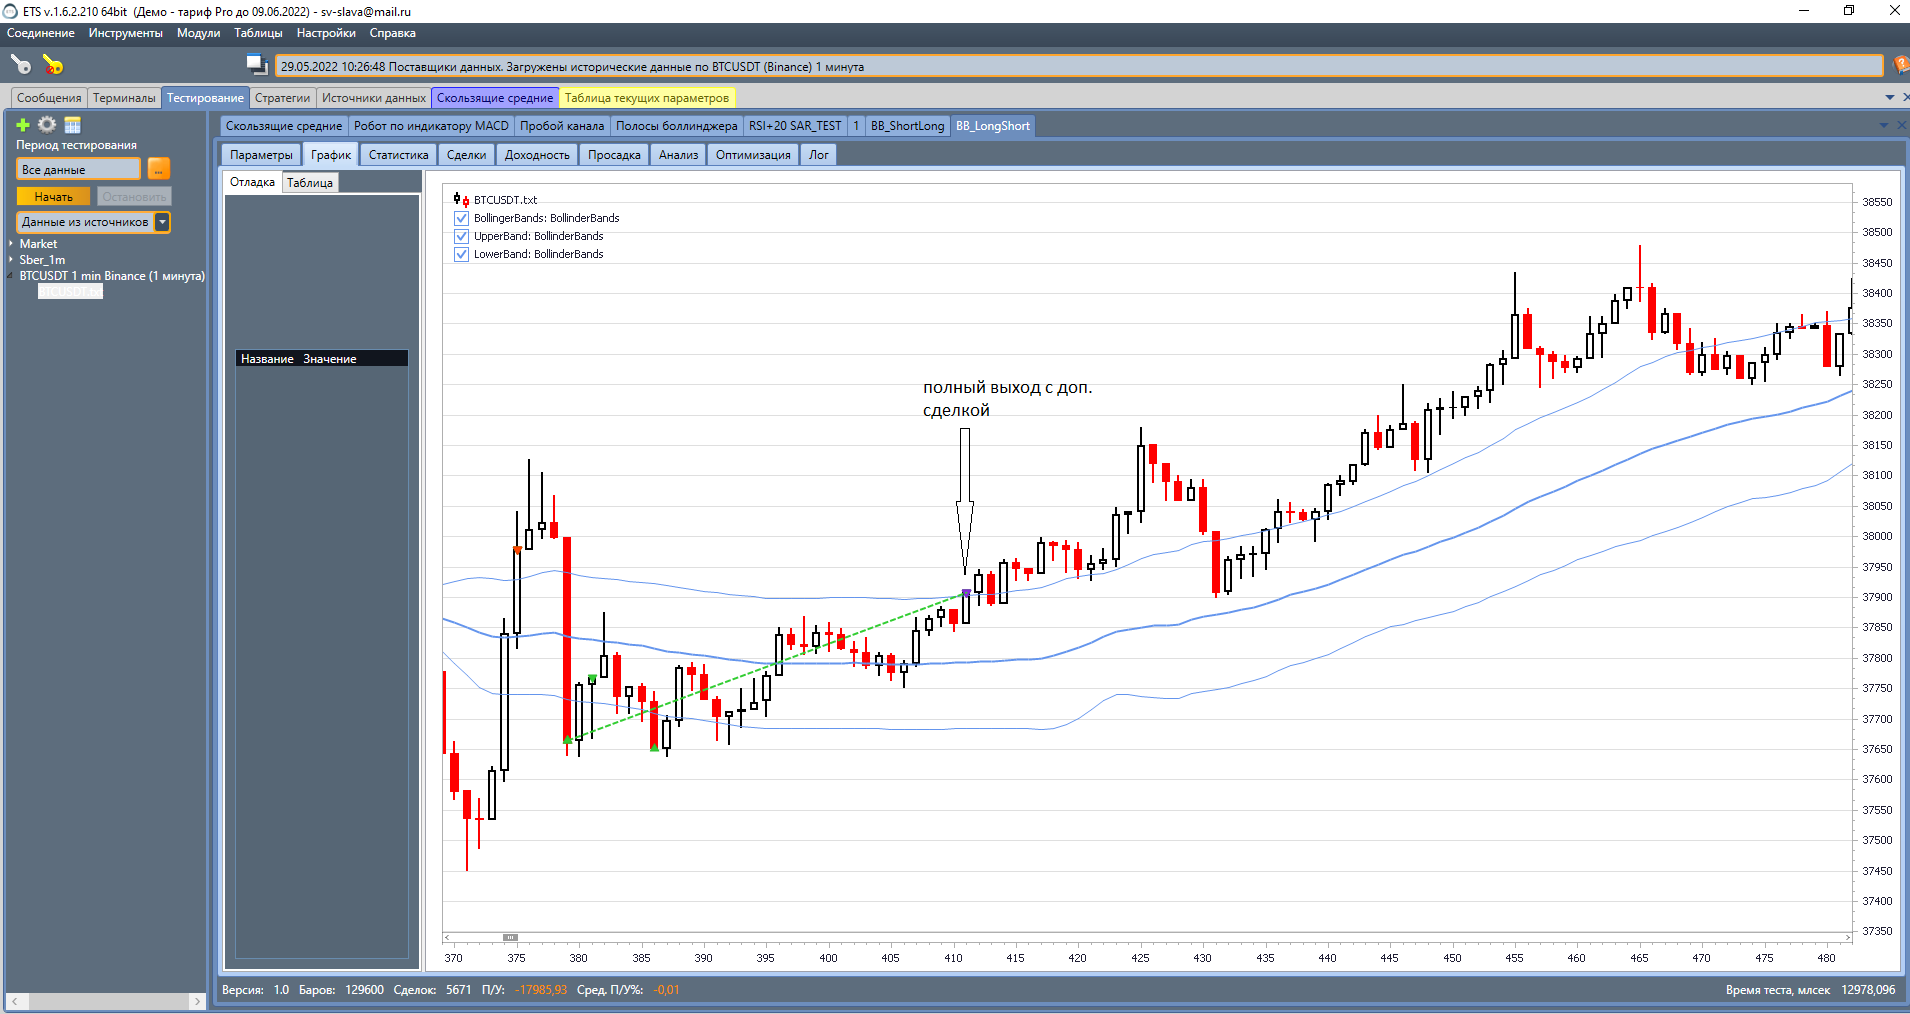 ETS v.1.6.2.210 64bit (Демо - тариф Pro до 09.06.2022) - sv-slava@mail.ru
Соединение Инструменты Модули Таблицы Настройки Справка
29.05.2022 10:26:48 Поставщики данных. Загружены исторические данные по BTCUSDT (Binance) 1 минута
Сообщения Терминалы Тестирование Стратегии Источники данных Скользящие средние Таблица текущих параметров
Скользящие средние Робот по индикатору MACD Пробой канала Полосы боллинджера RSI+20 SAR_TEST 1 BB_ShortLong BB_LongShort
Период тестирования
Все данные ...
Начать Остановить
Данные из источников
Market
Sber_1m
BTCUSDT 1 min Binance (1 минута)
BTCUSDT.txt
Параметры График Статистика Сделки Доходность Просадка Анализ Оптимизация Лог
Отладка Таблица
Название Значение
BTCUSDT.txt
BollingerBands: BollinderBands
UpperBand: BollinderBands
LowerBand: BollinderBands
полный выход с доп.
сделкой
38550
38500
38450
38400
38350
38300
38250
38200
38150
38100
38050
38000
37950
37900
37850
37800
37750
37700
37650
37600
37550
37500
37450
37400
37350
370 375 380 385 390 395 400 405 410 415 420 425 430 435 440 445 450 455 460 465 470 475 480
Версия: 1.0 Баров: 129600 Сделок: 5671 П/У: -17985,93 Сред. П/У%: -0,01
Время теста, млсек 12978,096